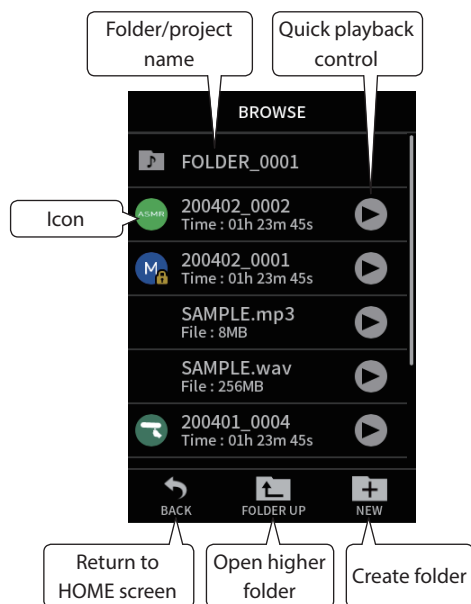 Folder/project
name
Quick playback
control
BROWSE
FOLDER_0001
Icon
ASMR
200402_0002
Time : 01h 23m 45s
M
200402_0001
Time : 01h 23m 45s
SAMPLE.mp3
File : 8MB
SAMPLE.wav
File : 256MB
200401_0004
Time : 01h 23m 45s
BACK
FOLDER UP
NEW
Return to
HOME screen
Open higher
folder
Create folder